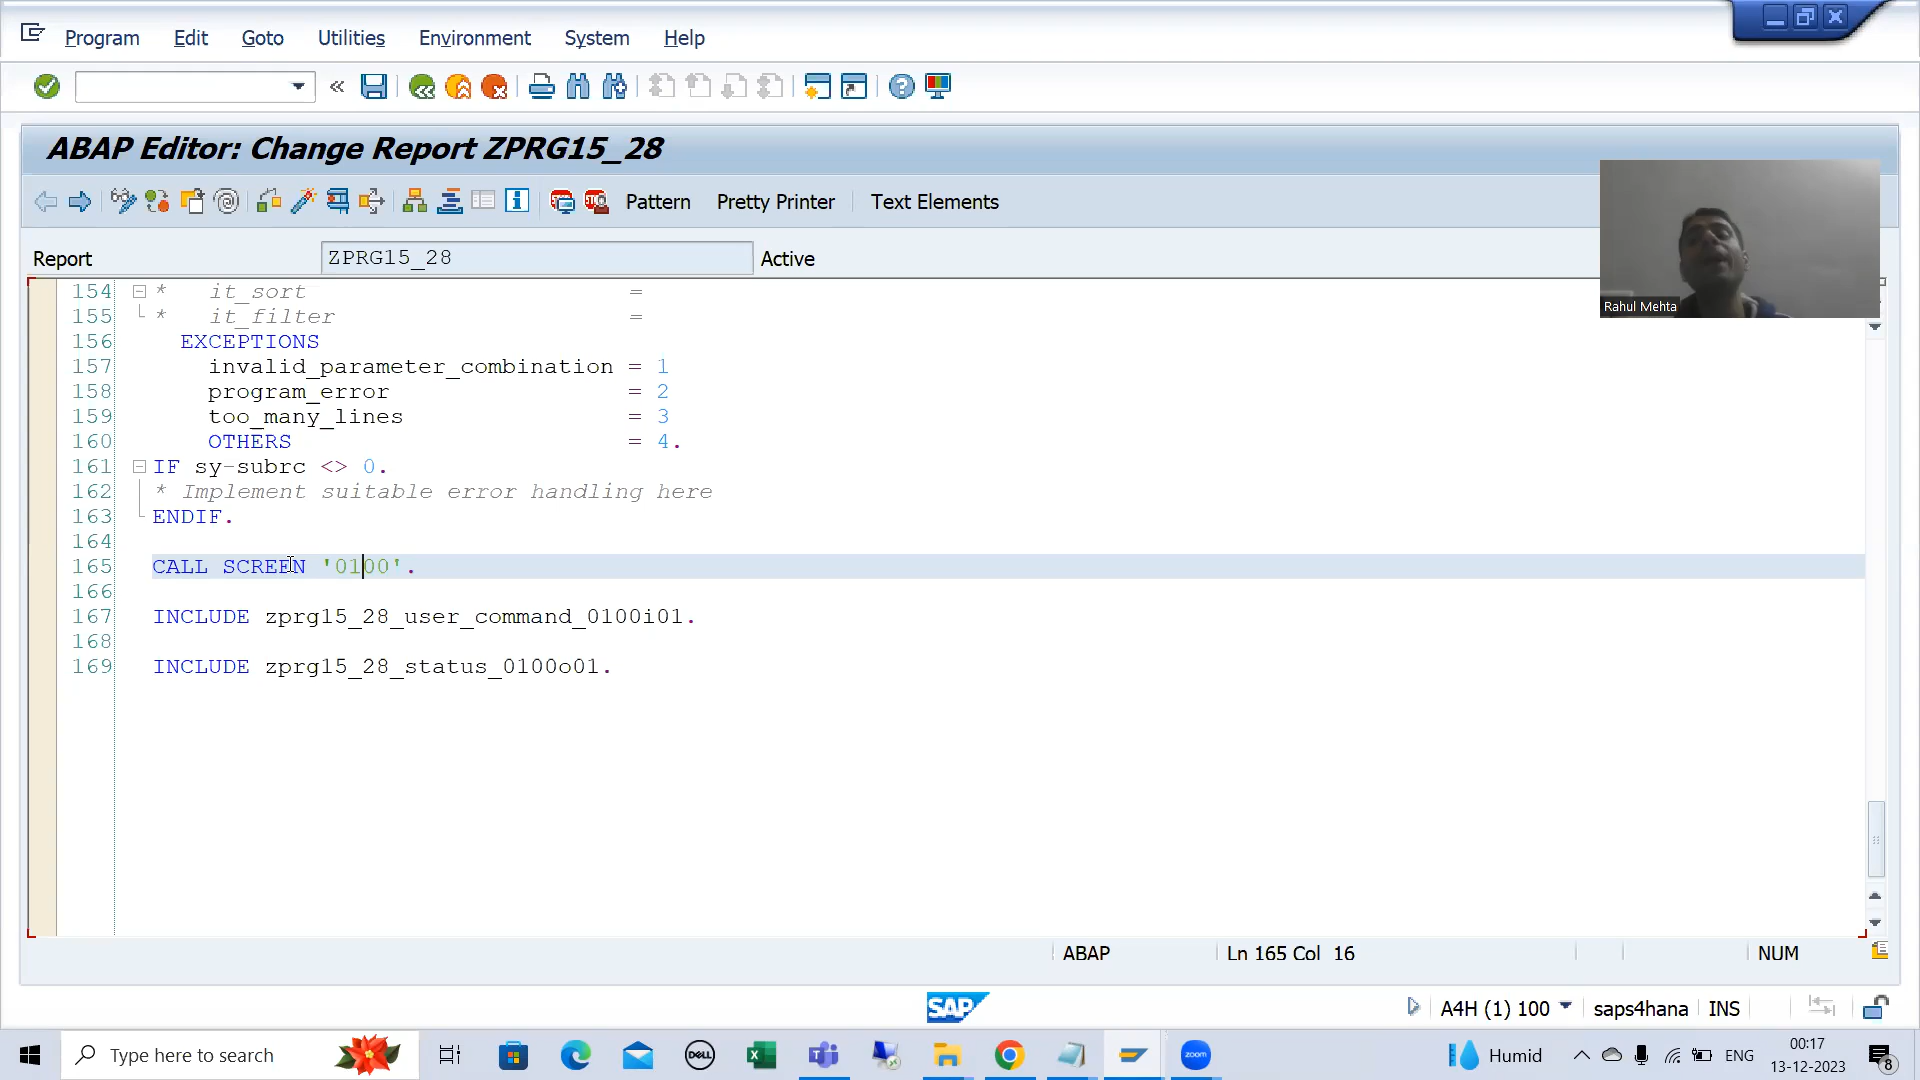 Program Edit Goto Utilities Environment System Help
ABAP Editor: Change Report ZPRG15_28
Pattern Pretty Printer Text Elements
Report ZPRG15_28 Active
Rahul Mehta
154 * it_sort =
155 * it_filter =
156 EXCEPTIONS
157 invalid_parameter_combination = 1
158 program_error = 2
159 too_many_lines = 3
160 OTHERS = 4.
161 IF sy-subrc <> 0.
162 * Implement suitable error handling here
163 ENDIF.
164
165 CALL SCREEN '0100'.
166
167 INCLUDE zprg15_28_user_command_0100i01.
168
169 INCLUDE zprg15_28_status_0100o01.
ABAP Ln 165 Col 16 NUM
SAP
A4H (1) 100 saps4hana INS
Type here to search
DELL
zoom
Humid
ENG
00:17
13-12-2023
8